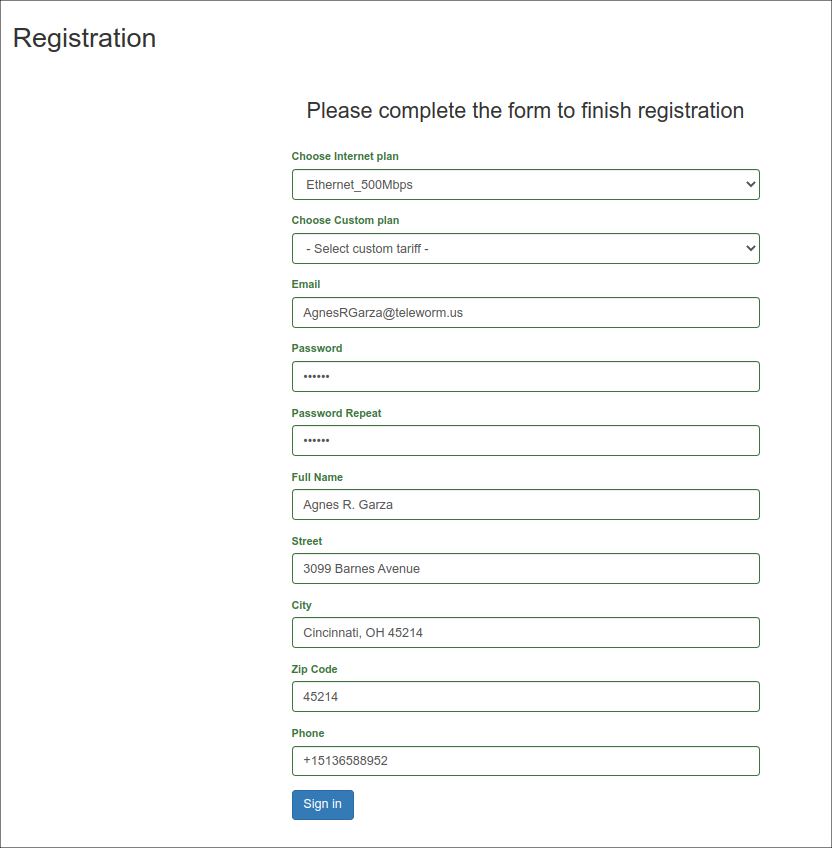 Registration
Please complete the form to finish registration
Choose Internet plan
Ethernet_500Mbps
Choose Custom plan
- Select custom tariff -
Email
AgnesRGarza@teleworm.us
Password
••••••
Password Repeat
••••••
Full Name
Agnes R. Garza
Street
3099 Barnes Avenue
City
Cincinnati, OH 45214
Zip Code
45214
Phone
+15136588952
Sign in